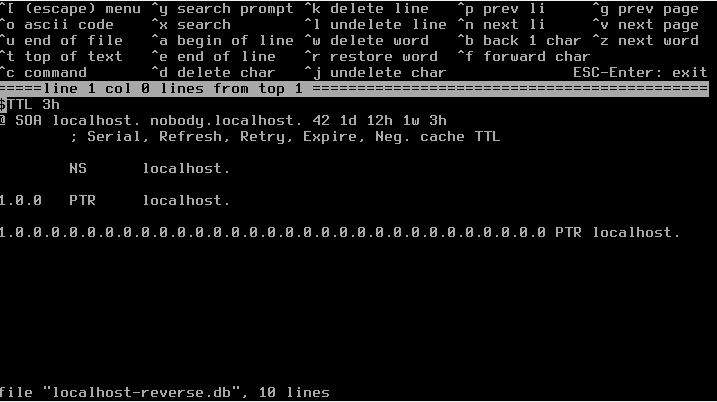 ^[ (escape) menu ^y search prompt ^k delete line ^p prev li ^g prev page
^o ascii code ^x search ^l undelete line ^n next li ^v next page
^u end of file ^a begin of line ^w delete word ^b back 1 char ^z next word
^t top of text ^e end of line ^r restore word ^f forward char
^c command ^d delete char ^j undelete char ESC-Enter: exit
=====line 1 col 0 lines from top 1 ============================================
$TTL 3h
@ SOA localhost. nobody.localhost. 42 1d 12h 1w 3h
; Serial, Refresh, Retry, Expire, Neg. cache TTL
NS localhost.
1.0.0 PTR localhost.
1.0.0.0.0.0.0.0.0.0.0.0.0.0.0.0.0.0.0.0.0.0.0.0.0.0.0.0.0.0.0 PTR localhost.
file "localhost-reverse.db", 10 lines